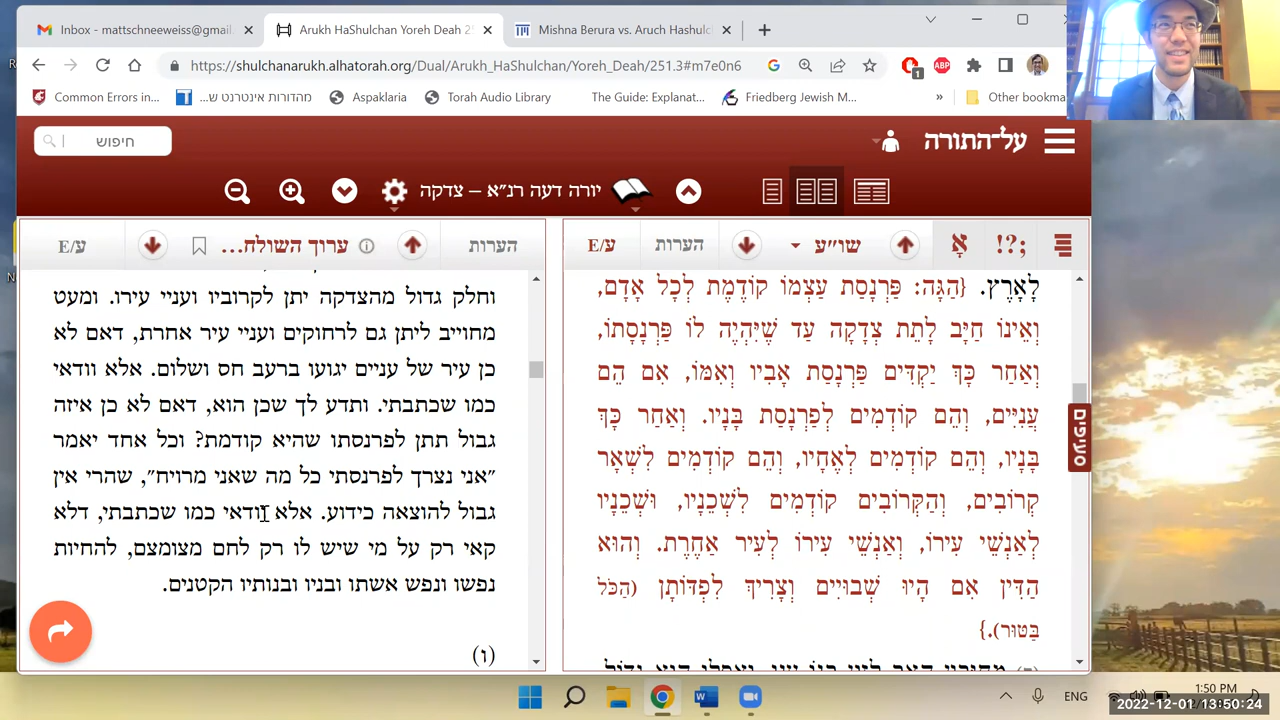 Inbox - mattschneeweiss@gmail.
Arukh HaShulchan Yoreh Deah 25
Mishna Berura vs. Aruch Hashulc
https://shulchanarukh.alhatorah.org/Dual/Arukh_HaShulchan/Yoreh_Deah/251.3#m7e0n6
Common Errors in...
מהדורות אינטרנט ש...
Aspaklaria
Torah Audio Library
The Guide: Explanat...
Friedberg Jewish M...
»
Other bookma
חיפוש
על־התורה
יורה דעה רנ״א – צדקה
E/ע
ערוך השולח...
הערות
E/ע
הערות
שו״ע
אָ
!?;
לָאָרֶץ. {הַגָּה: פַּרְנָסַת עַצְמוֹ קוֹדֶמֶת לְכָל אָדָם,
וְאֵינוֹ חַיָּב לָתֵת צְדָקָה עַד שֶׁיִּהְיֶה לוֹ פַּרְנָסָתוֹ,
וְאַחַר כָּךְ יַקְדִּים פַּרְנָסַת אָבִיו וְאִמּוֹ, אִם הֵם
עֲנִיִּים, וְהֵם קוֹדְמִים לְפַרְנָסַת בָּנָיו. וְאַחַר כָּךְ
בָּנָיו, וְהֵם קוֹדְמִים לְאֶחָיו, וְהֵם קוֹדְמִים לִשְׁאָר
קְרוֹבִים, וְהַקְּרוֹבִים קוֹדְמִים לִשְׁכֵנָיו, וּשְׁכֵנָיו
לְאַנְשֵׁי עִירוֹ, וְאַנְשֵׁי עִירוֹ לְעִיר אַחֶרֶת. וְהוּא
הַדִּין אִם הָיוּ שְׁבוּיִים וְצָרִיךְ לִפְדּוֹתָן (הַכֹּל
בַּטּוּר).}
סעיפים
וחלק גדול מהצדקה יתן לקרוביו ועניי עירו. ומעט
מחוייב ליתן גם לרחוקים ועניי עיר אחרת, דאם לא
כן עיר של עניים יגועו ברעב חס ושלום. אלא וודאי
כמו שכתבתי. ותדע לך שכן הוא, דאם לא כן איזה
גבול תתן לפרנסתו שהיא קודמת? וכל אחד יאמר
״אני נצרך לפרנסתי כל מה שאני מרויח״, שהרי אין
גבול להוצאה כידוע. אלא וודאי כמו שכתבתי, דלא
קאי רק על מי שיש לו רק לחם מצומצם, להחיות
נפשו ונפש אשתו ובניו ובנותיו הקטנים.
(ו)
ENG
1:50 PM
2022-12-01 13:50:24